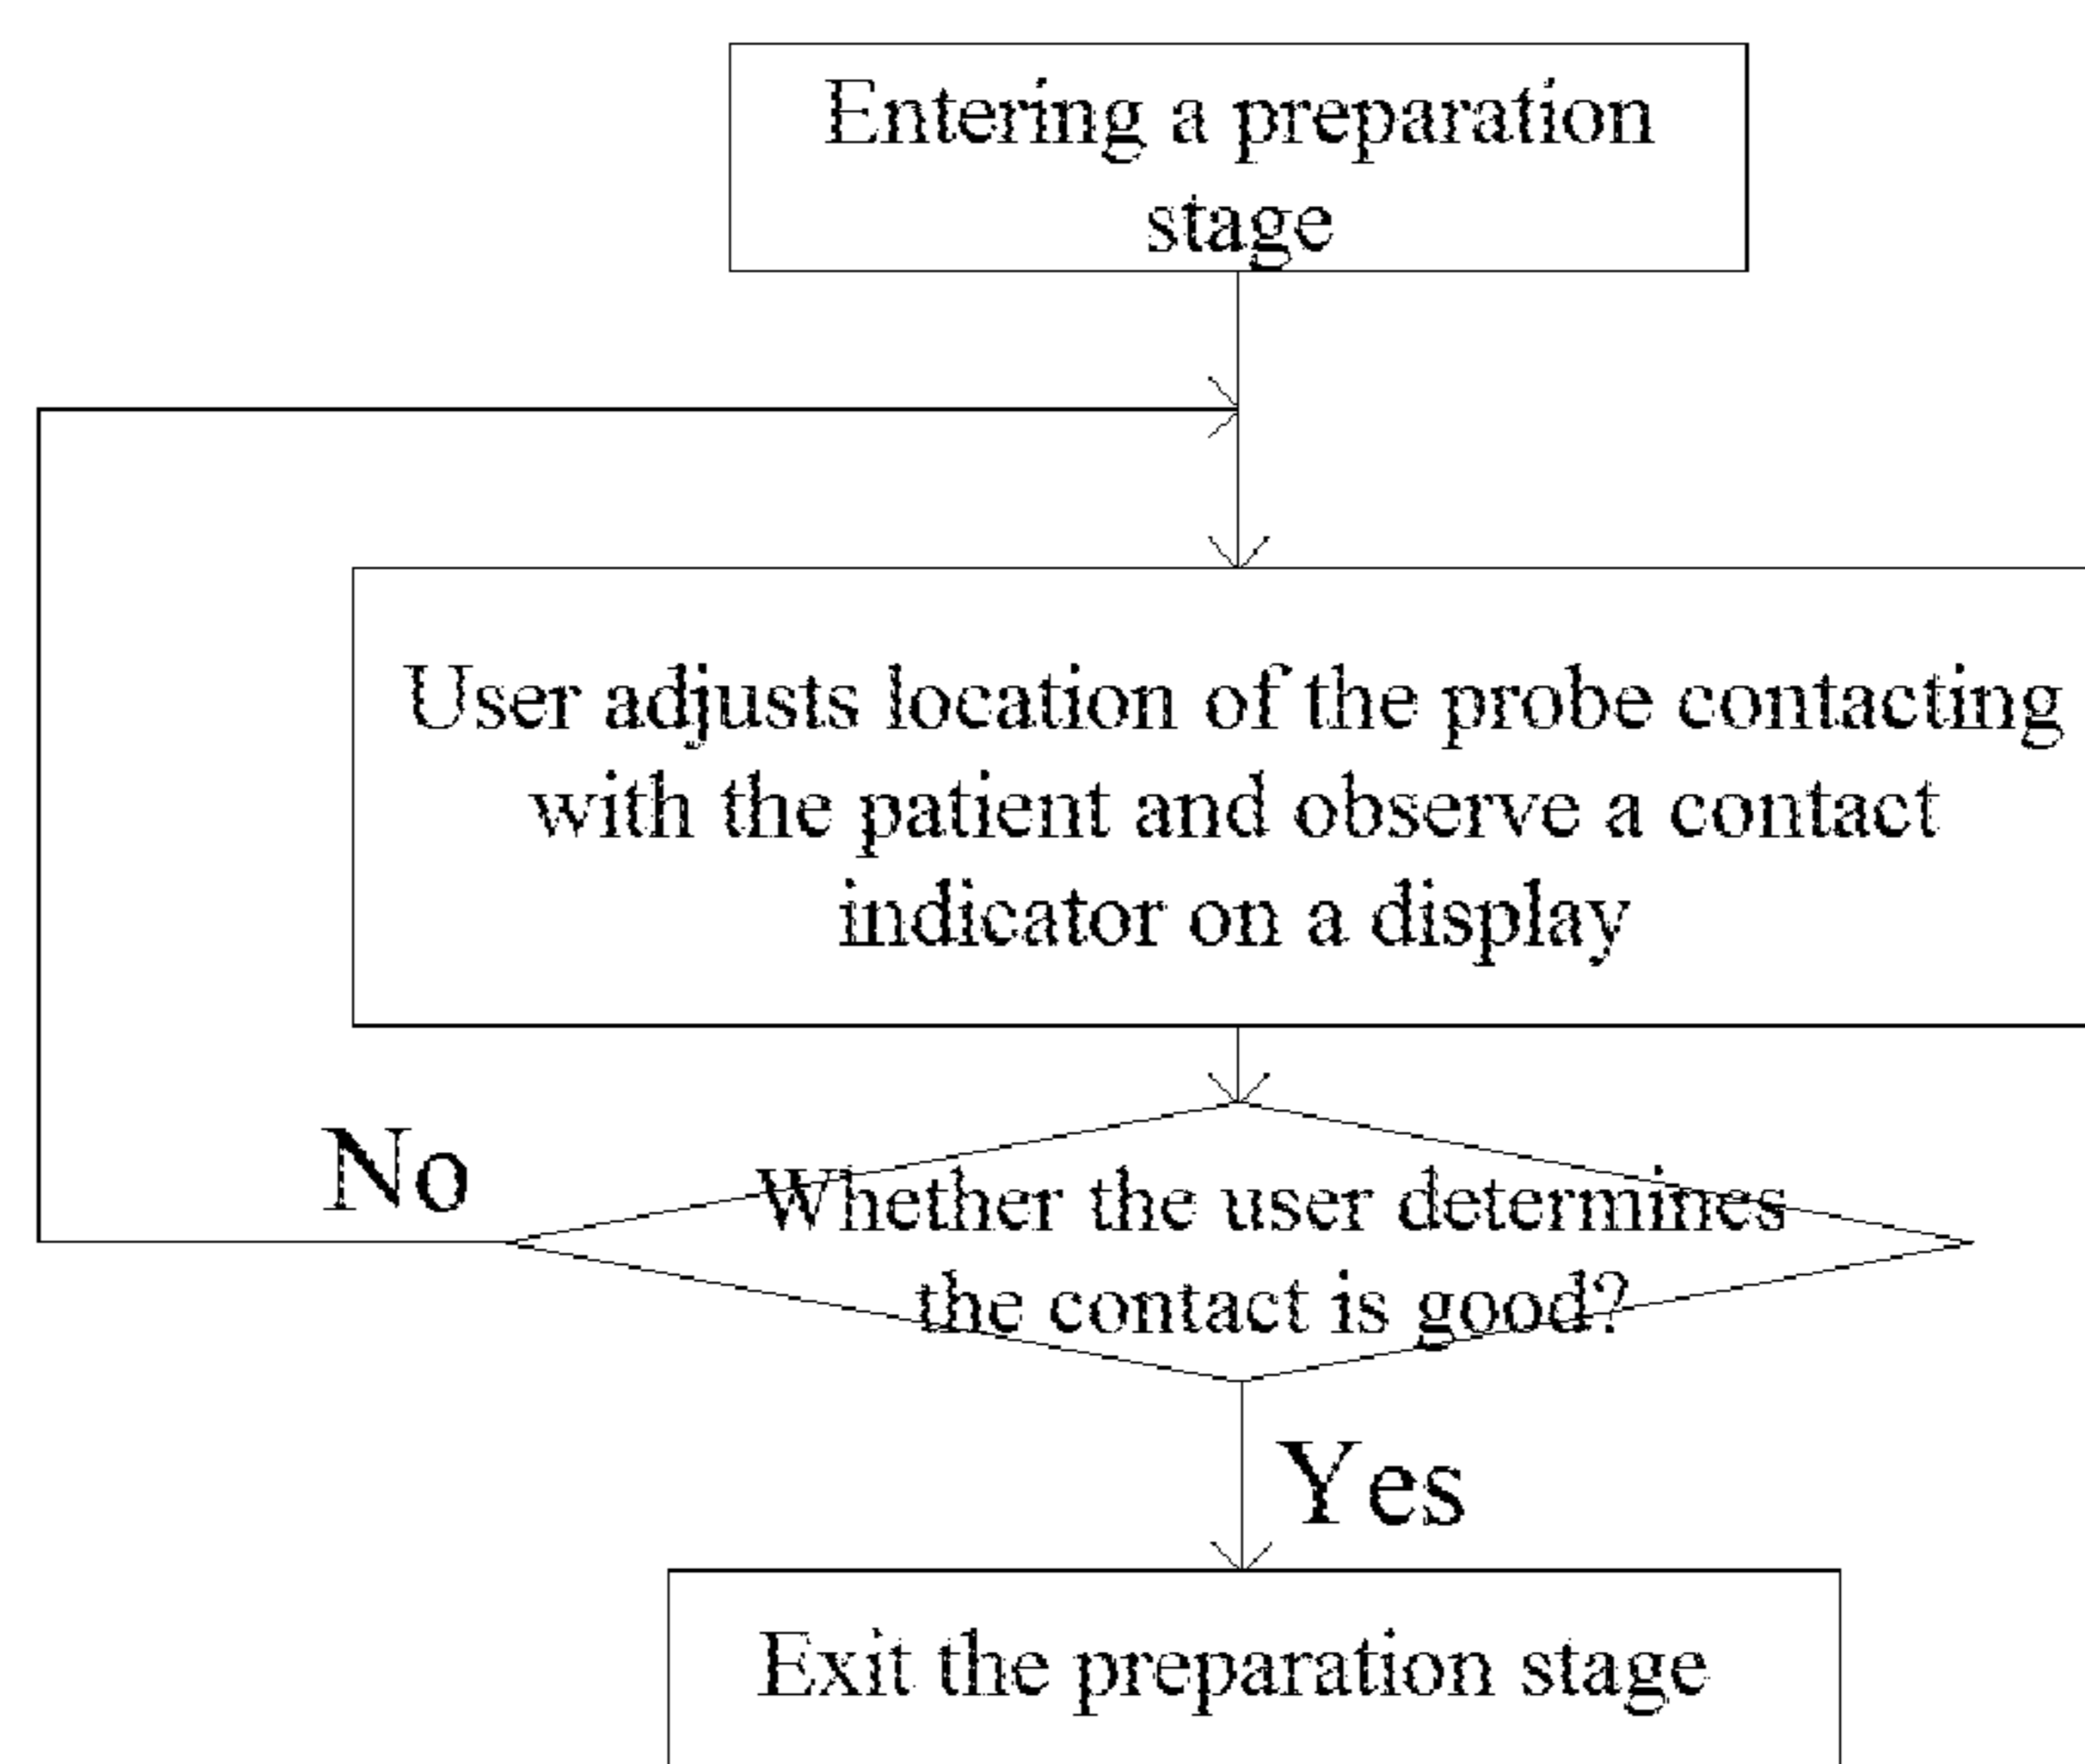 Entering a preparation
stage
User adjusts location of the probe contacting
with the patient and observe a contact
indicator on a display
No
Whether the user determines
the contact is good?
Yes
Exit the preparation stage